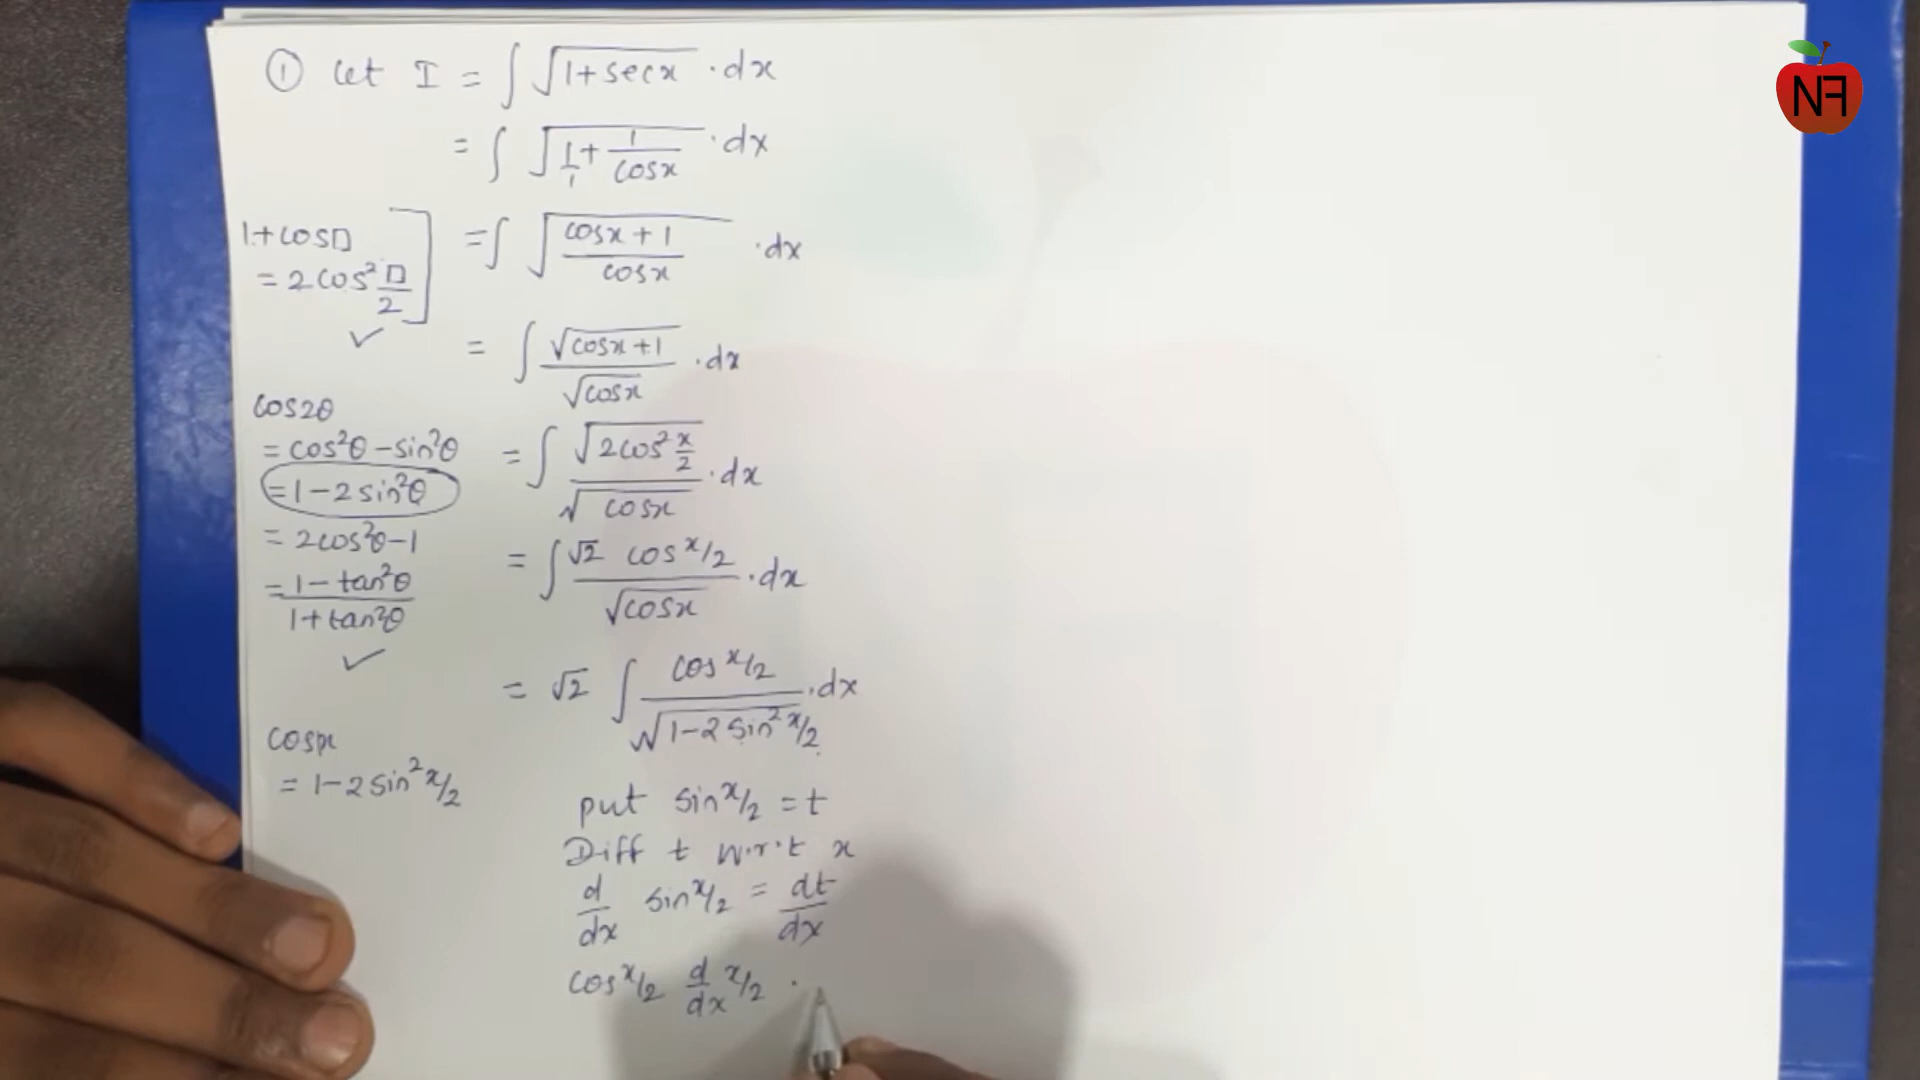 ① Let I = ∫ √(1+secx) · dx
= ∫ √(1/1 + 1/cosx) · dx
= ∫ √((cosx+1)/cosx) · dx
= ∫ √(cosx+1)/√(cosx) · dx
= ∫ √(2cos² x/2)/√(cosx) · dx
= ∫ √2 cos x/2 / √(cosx) · dx
= √2 ∫ cos x/2 / √(1-2sin² x/2) · dx
put sin x/2 = t
Diff t w.r.t x
d/dx sin x/2 = dt/dx
cos x/2 d/dx x/2 ·
1+cos□
= 2cos² □/2
✓
cos2θ
= cos²θ - sin²θ
= 1-2sin²θ
= 2cos²θ-1
= (1-tan²θ)/(1+tan²θ)
✓
cosx
= 1-2sin² x/2
NF